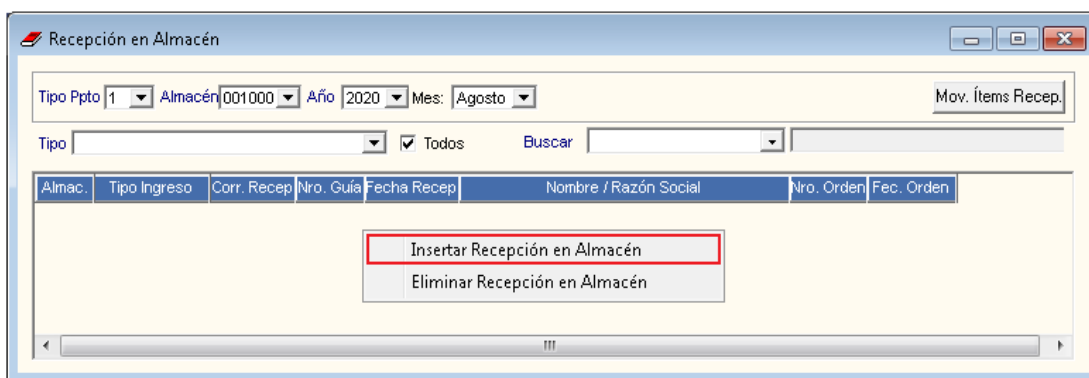 Recepción en Almacén
Tipo Ppto 1 Almacén 001000 Año 2020 Mes: Agosto Mov. Ítems Recep.
Tipo Todos Buscar
Almac. Tipo Ingreso Corr. Recep Nro. Guía Fecha Recep Nombre / Razón Social Nro. Orden Fec. Orden
Insertar Recepción en Almacén
Eliminar Recepción en Almacén